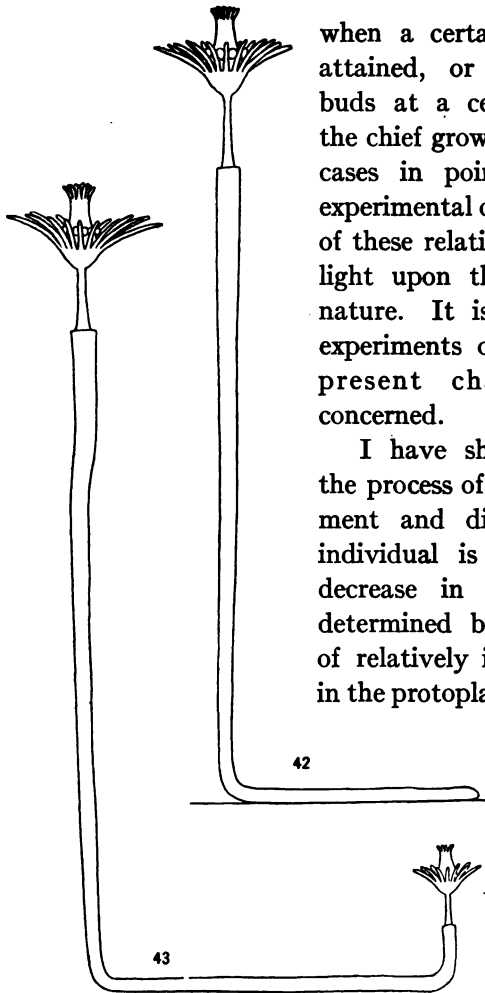 when a certa
attained, or
buds at a ce
the chief grow
cases in poin
experimental
of these relati
light upon th
nature. It is
experiments o
present cha
concerned.
I have sh
the process of
ment and di
individual is
decrease in
determined b
of relatively i
in the protopla
42
43